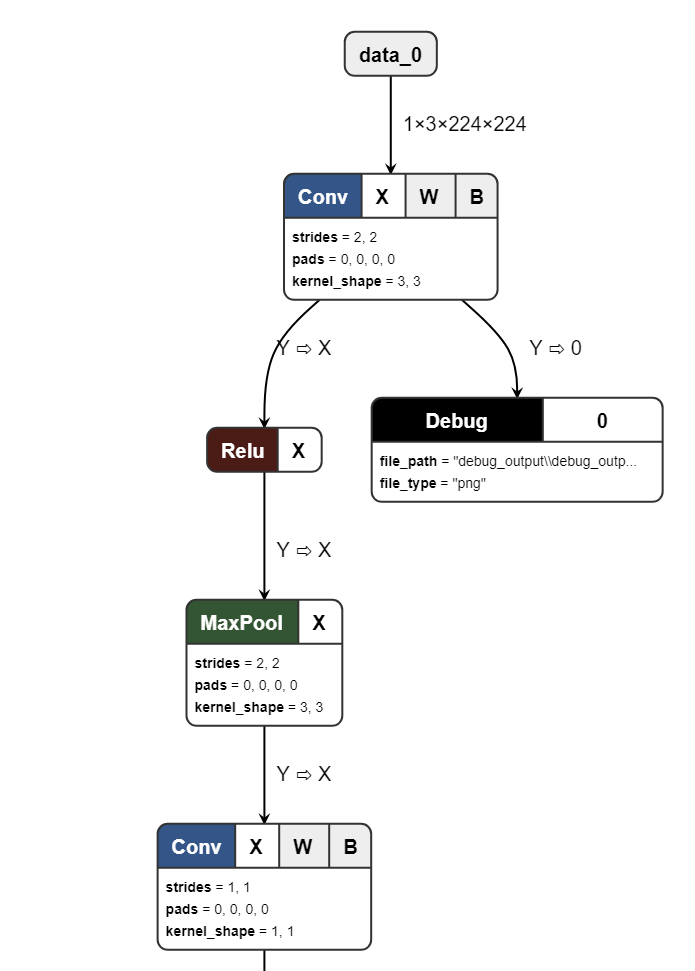 data_0
1×3×224×224
Conv X W B
strides = 2, 2
pads = 0, 0, 0, 0
kernel_shape = 3, 3
Y ⇨ X
Y ⇨ 0
Debug 0
file_path = "debug_output\\debug_outp...
file_type = "png"
Relu X
Y ⇨ X
MaxPool X
strides = 2, 2
pads = 0, 0, 0, 0
kernel_shape = 3, 3
Y ⇨ X
Conv X W B
strides = 1, 1
pads = 0, 0, 0, 0
kernel_shape = 1, 1